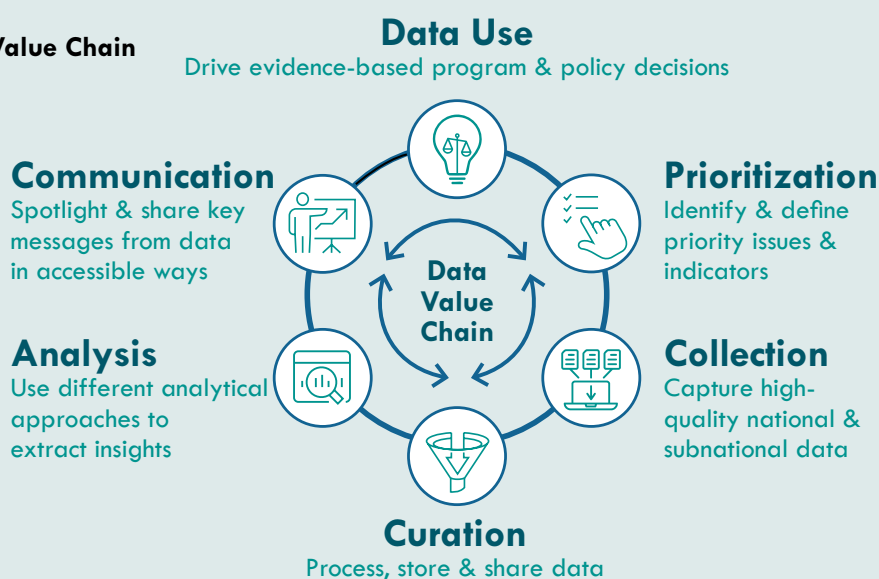 Value Chain
Data Use
Drive evidence-based program & policy decisions
Communication
Spotlight & share key
messages from data
in accessible ways
Prioritization
Identify & define
priority issues &
indicators
Data
Value
Chain
Analysis
Use different analytical
approaches to
extract insights
Collection
Capture high-
quality national &
subnational data
Curation
Process, store & share data